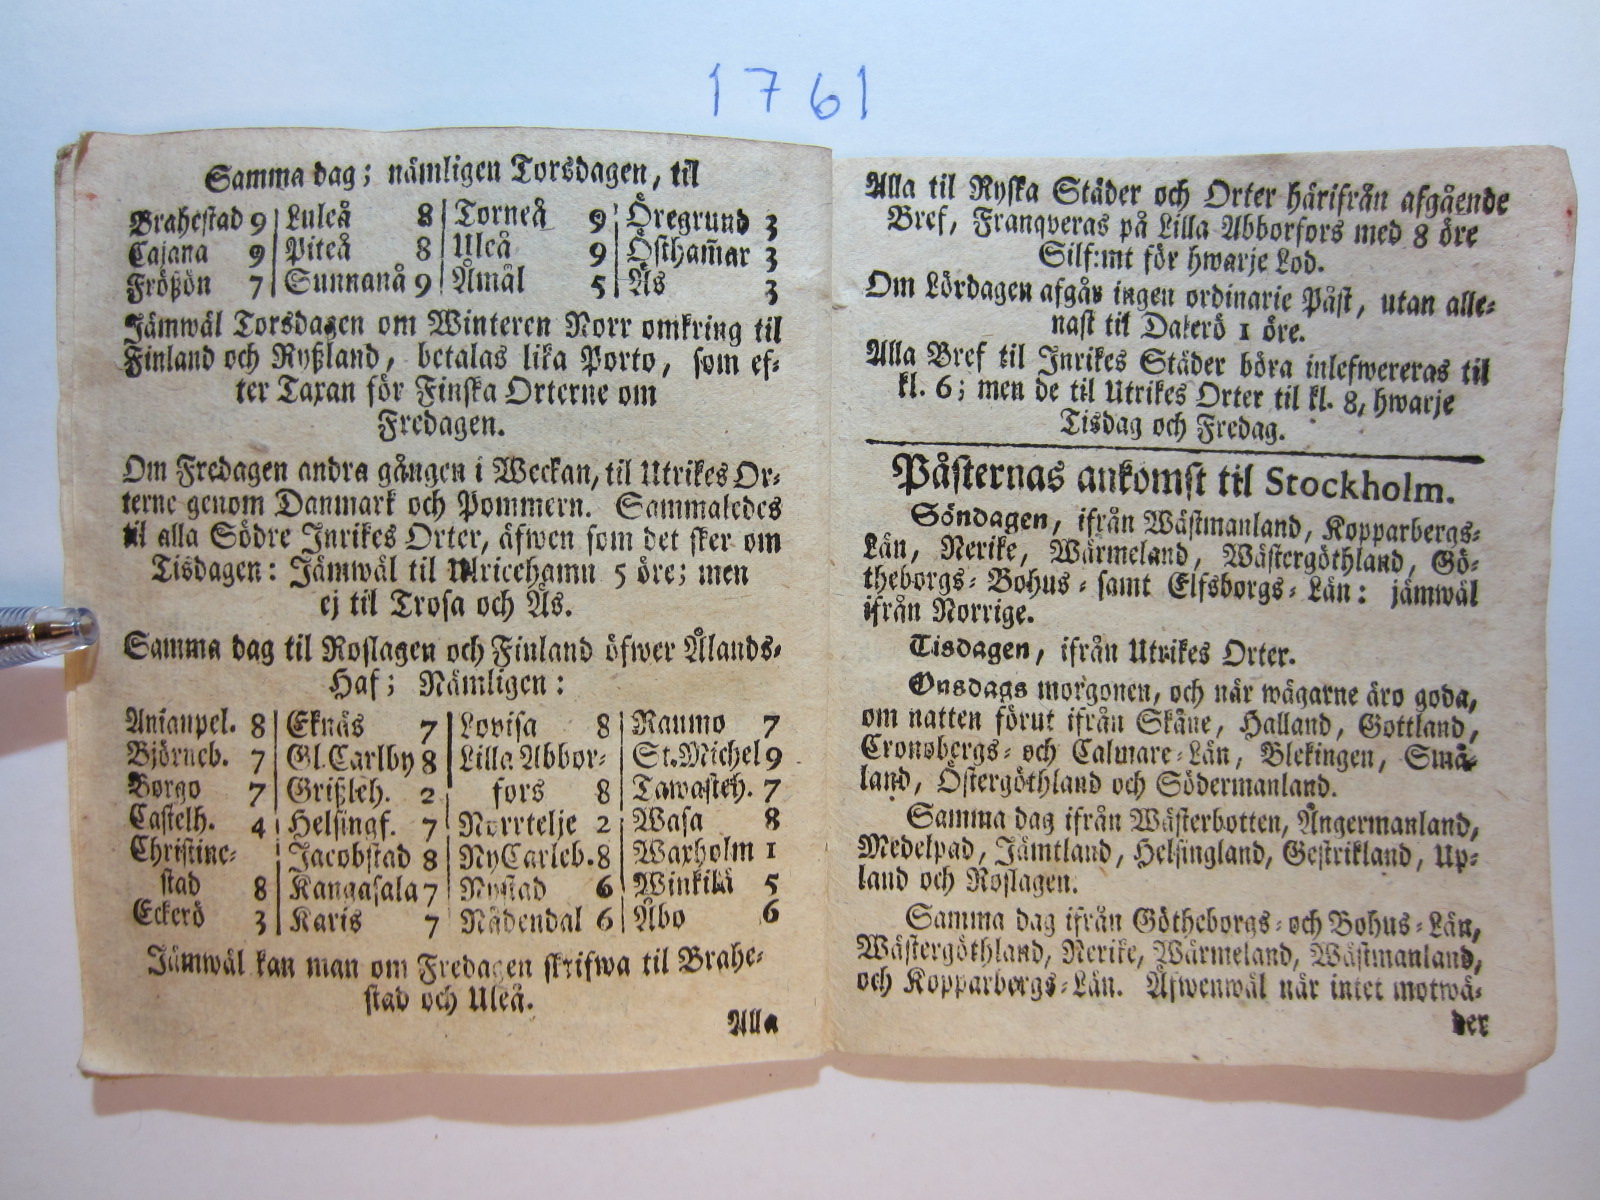 1761
Samma dag; nämligen Torsdagen, til
Brahestad 9 | Luleå 8 | Torneå 9 | Öregrund 3
Cajana 9 | Piteå 8 | Uleå 9 | Östham̃ar 3
Frößön 7 | Sunnanå 9 | Åmål 5 | Ås 3
Jämwäl Torsdagen om Winteren Norr omkring til
Finland och Ryßland, betalas lika Porto, som ef-
ter Taxan för Finska Orterne om
Fredagen.
Om Fredagen andra gången i Weckan, til Utrikes Or-
terne genom Danmark och Pommern. Sammaledes
til alla Södre Inrikes Orter, äfwen som det sker om
Tisdagen: Jämwäl til Ulricehamn 5 öre; men
ej til Trosa och Ås.
Samma dag til Roslagen och Finland öfwer Ålands-
Haf; Nämligen:
Anianpel. 8 | Eknäs 7 | Lovisa 8 | Raumo 7
Björneb. 7 | Gl.Carlby 8 | Lilla Abbor- | St.Michel 9
Borgo 7 | Grißleh. 2 | fors 8 | Tawasteh. 7
Castelh. 4 | Helsingf. 7 | Norrtelje 2 | Wasa 8
Christine- | Jacobstad 8 | NyCarleb. 8 | Waxholm 1
stad 8 | Kangasala 7 | Nystad 6 | Winkilä 5
Eckerö 3 | Karis 7 | Nådendal 6 | Åbo 6
Jämwäl kan man om Fredagen skrifwa til Brahe-
stad och Uleå.
Alla
Alla til Ryska Städer och Orter härifrån afgående
Bref, Franqveras på Lilla Abborfors med 8 öre
Silf:mt för hwarje Lod.
Om Lördagen afgår ingen ordinarie Påst, utan alle-
nast til Dalerö 1 öre.
Alla Bref til Inrikes Städer böra inlefwereras til
kl. 6; men de til Utrikes Orter til kl. 8, hwarje
Tisdag och Fredag.
Påsternas ankomst til Stockholm.
Söndagen, ifrån Wästmanland, Kopparbergs-
Län, Nerike, Wärmeland, Wästergöthland, Gö-
theborgs- Bohus- samt Elfsborgs-Län: jämwäl
ifrån Norrige.
Tisdagen, ifrån Utrikes Orter.
Onsdags morgonen, och när wägarne äro goda,
om natten förut ifrån Skåne, Halland, Gottland,
Cronobergs- och Calmare-Län, Blekingen, Små-
land, Östergöthland och Södermanland.
Samma dag ifrån Wästerbotten, Ångermanland,
Medelpad, Jämtland, Helsingland, Gestrikland, Up-
land och Roslagen.
Samma dag ifrån Götheborgs- och Bohus-Län,
Wästergöthland, Nerike, Wärmeland, Wästmanland,
och Kopparbergs-Län. Äfwenwäl när intet motwä-
der